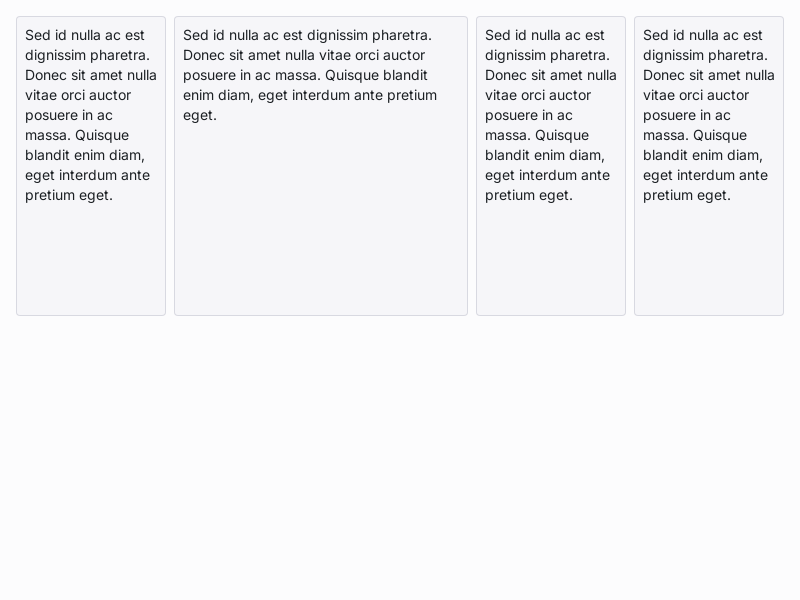 Sed id nulla ac est
dignissim pharetra.
Donec sit amet nulla
vitae orci auctor
posuere in ac
massa. Quisque
blandit enim diam,
eget interdum ante
pretium eget.
Sed id nulla ac est dignissim pharetra.
Donec sit amet nulla vitae orci auctor
posuere in ac massa. Quisque blandit
enim diam, eget interdum ante pretium
eget.
Sed id nulla ac est
dignissim pharetra.
Donec sit amet nulla
vitae orci auctor
posuere in ac
massa. Quisque
blandit enim diam,
eget interdum ante
pretium eget.
Sed id nulla ac est
dignissim pharetra.
Donec sit amet nulla
vitae orci auctor
posuere in ac
massa. Quisque
blandit enim diam,
eget interdum ante
pretium eget.